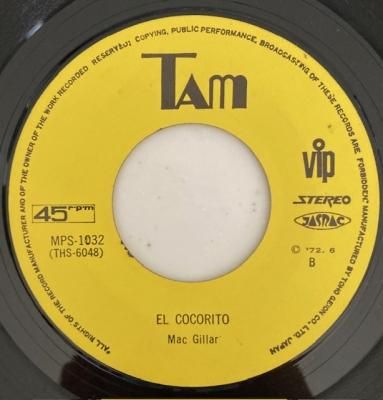 *ALL RIGHTS OF THE RECORD MANUFACTURER AND OF THE OWNER OF THE WORK RECORDED RESERVED. COPYING, PUBLIC PERFORMANCE, BROADCASTING OF THESE RECORDS ARE FORBIDDEN. MANUFACTURED BY TOHO GEON CO., LTD. JAPAN
TAM
vip
45rpm
STEREO
JASRAC
MPS-1032
(THS-6048)
© '72.6
B
EL COCORITO
Mac Gillar